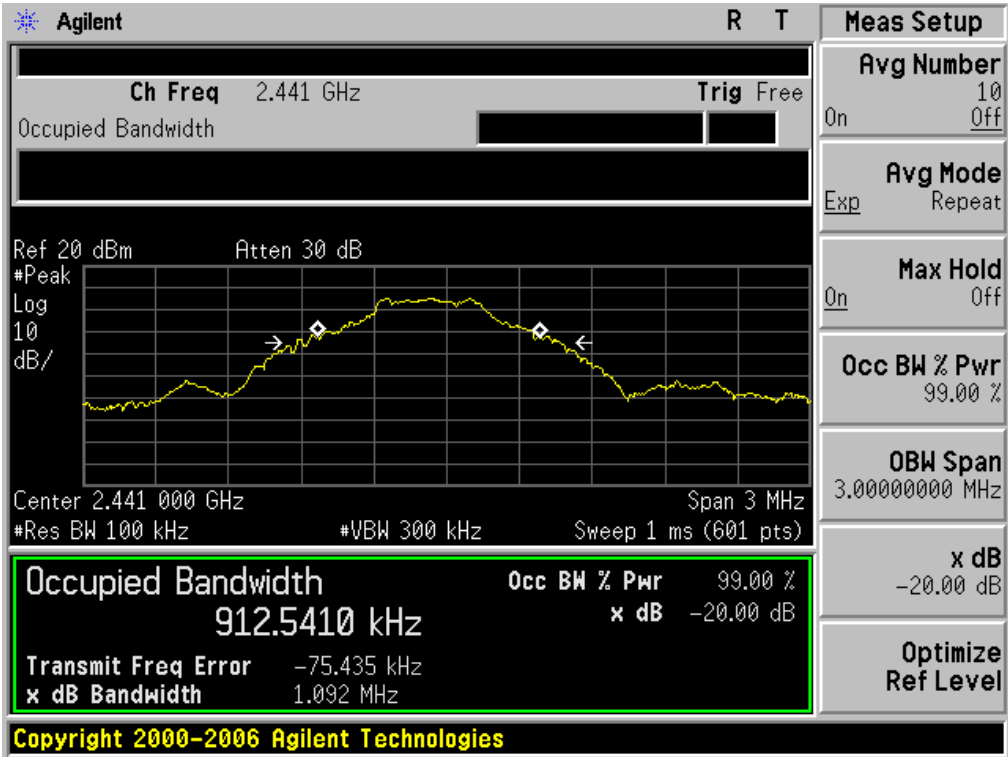 Agilent R T
Ch Freq 2.441 GHz Trig Free
Occupied Bandwidth
Ref 20 dBm Atten 30 dB
#Peak
Log
10
dB/
Center 2.441 000 GHz Span 3 MHz
#Res BW 100 kHz #VBW 300 kHz Sweep 1 ms (601 pts)
Occupied Bandwidth
912.5410 kHz
Occ BW % Pwr 99.00 %
x dB -20.00 dB
Transmit Freq Error -75.435 kHz
x dB Bandwidth 1.092 MHz
Copyright 2000-2006 Agilent Technologies
Meas Setup
Avg Number
10
On Off
Avg Mode
Exp Repeat
Max Hold
On Off
Occ BW % Pwr
99.00 %
OBW Span
3.00000000 MHz
x dB
-20.00 dB
Optimize
Ref Level